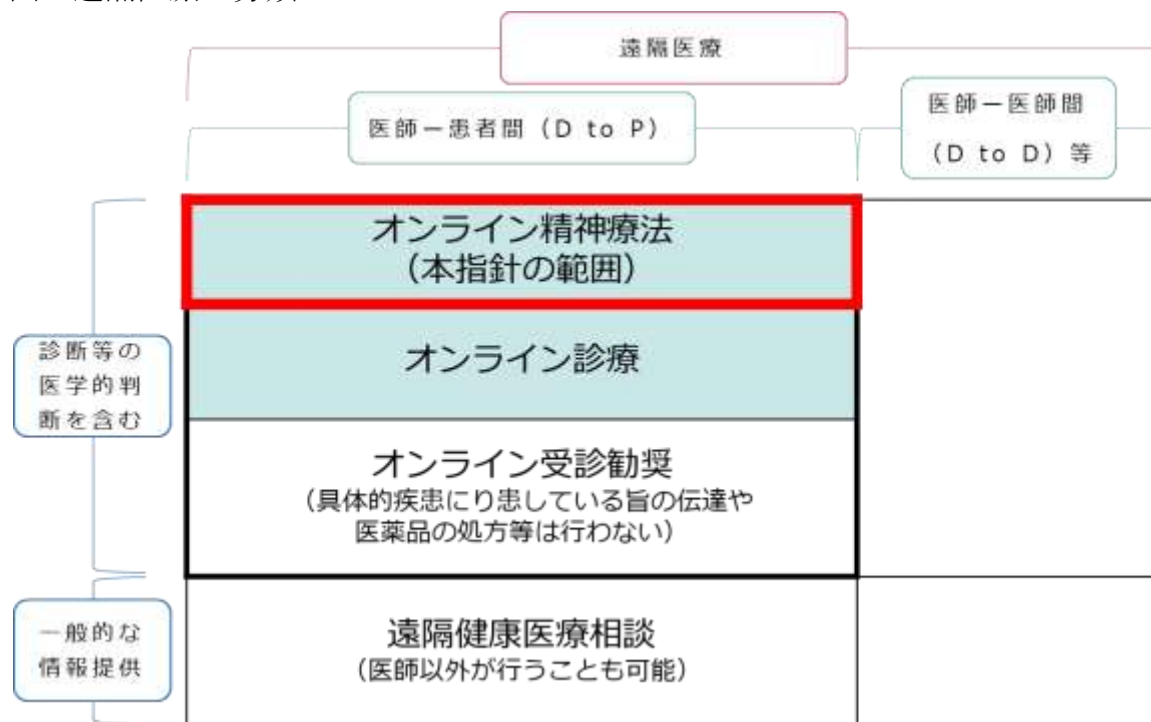 遠隔医療
医師ー患者間（D to P）
医師ー医師間
（D to D）等
オンライン精神療法
（本指針の範囲）
診断等の
医学的判
断を含む
オンライン診療
オンライン受診勧奨
（具体的疾患にり患している旨の伝達や
医薬品の処方等は行わない）
一般的な
情報提供
遠隔健康医療相談
（医師以外が行うことも可能）